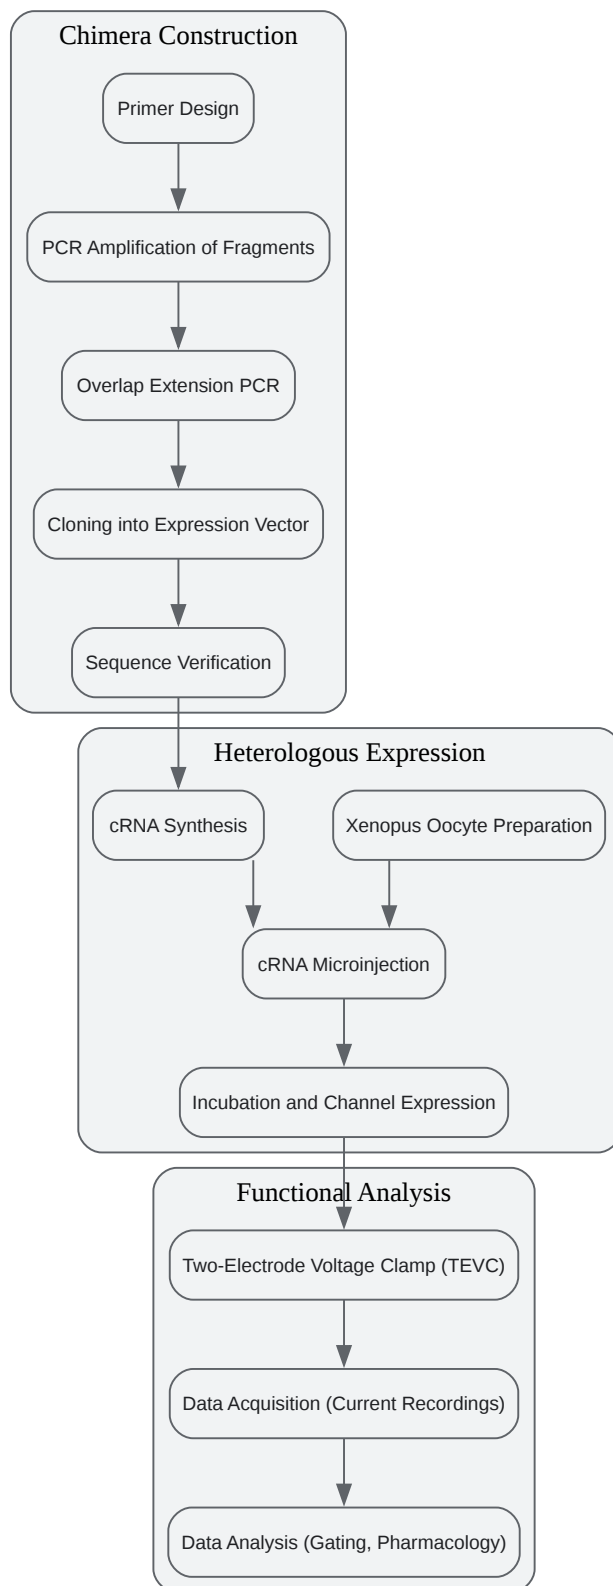 Chimera Construction
Primer Design
PCR Amplification of Fragments
Overlap Extension PCR
Cloning into Expression Vector
Sequence Verification
Heterologous Expression
cRNA Synthesis
Xenopus Oocyte Preparation
cRNA Microinjection
Incubation and Channel Expression
Functional Analysis
Two-Electrode Voltage Clamp (TEVC)
Data Acquisition (Current Recordings)
Data Analysis (Gating, Pharmacology)